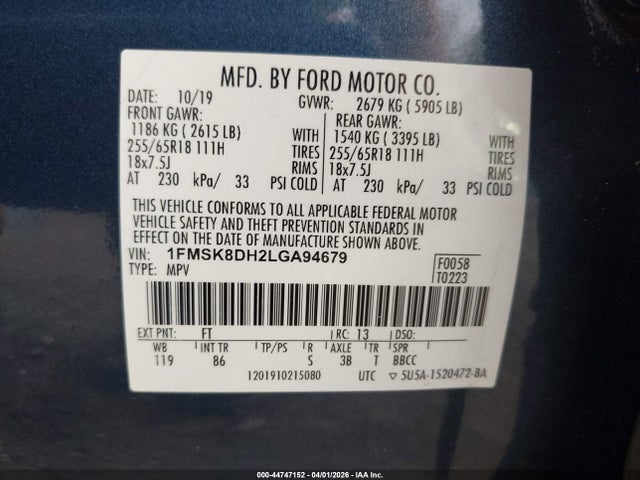 MFD. BY FORD MOTOR CO.
DATE: 10/19 GVWR: 2679 KG (5905 LB)
FRONT GAWR: REAR GAWR:
1186 KG (2615 LB) WITH 1540 KG (3395 LB) WITH
255/65R18 111H TIRES 255/65R18 111H TIRES
18x7.5J RIMS 18x7.5J RIMS
AT 230 kPa/ 33 PSI COLD AT 230 kPa/ 33 PSI COLD
THIS VEHICLE CONFORMS TO ALL APPLICABLE FEDERAL MOTOR
VEHICLE SAFETY AND THEFT PREVENTION STANDARDS IN
EFFECT ON THE DATE OF MANUFACTURE SHOWN ABOVE.
VIN: 1FMSK8DH2LGA94679 F0058
TYPE: MPV T0223
EXT PNT: FT RC: 13 DSO:
WB INT TR TP/PS R AXLE TR SPR
119 86 S 3B T BBCC
1201910215080 UTC ▽ 5U5A-1520472-BA
000-44747152 | 04/01/2026 | IAA Inc.